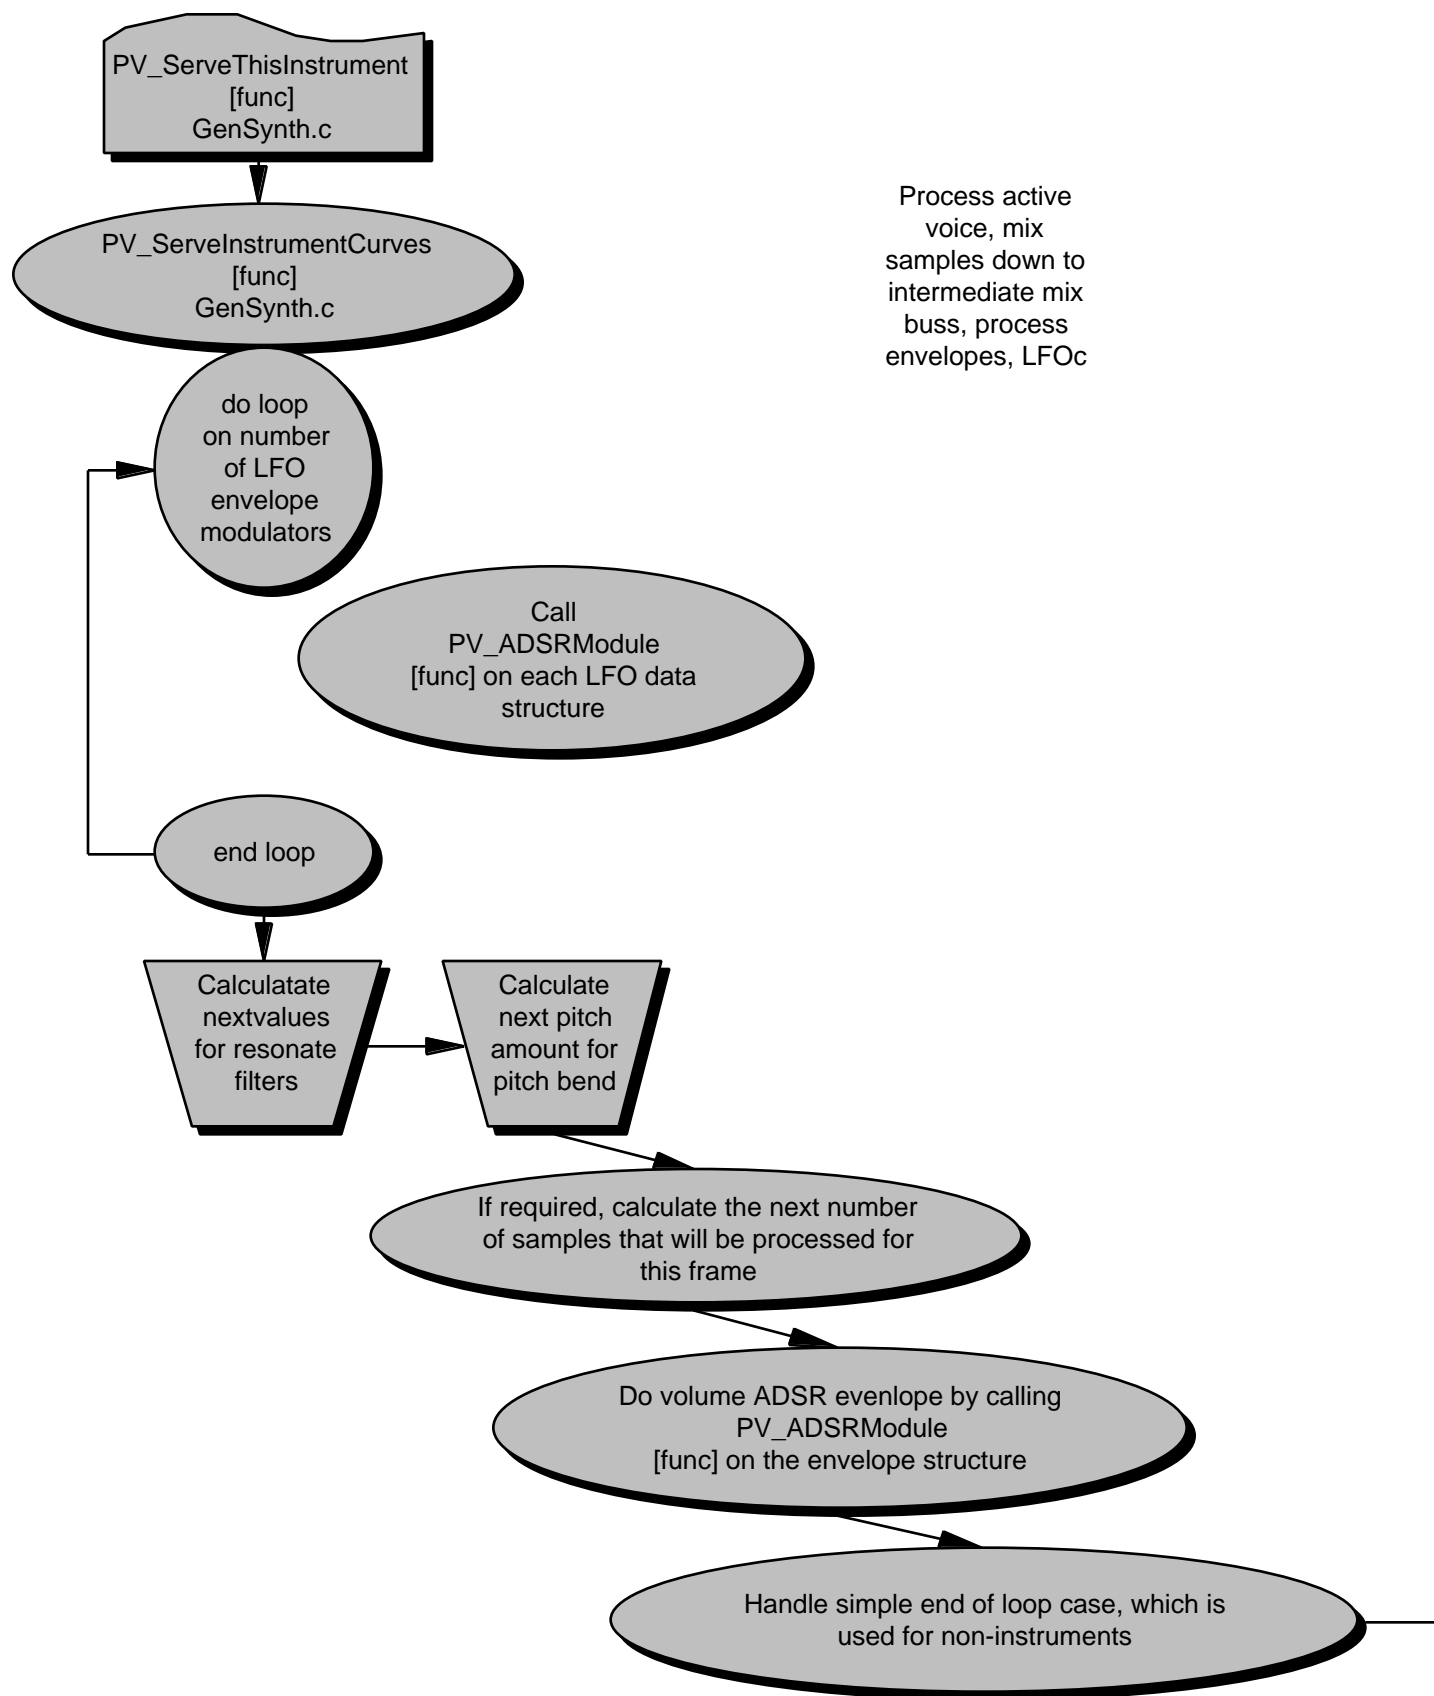 PV_ServeThisInstrument
[func]
GenSynth.c
PV_ServeInstrumentCurves
[func]
GenSynth.c
Process active
voice, mix
samples down to
intermediate mix
buss, process
envelopes, LFOc
do loop
on number
of LFO
envelope
modulators
Call
PV_ADSRModule
[func] on each LFO data
structure
end loop
Calculatate
nextvalues
for resonate
filters
Calculate
next pitch
amount for
pitch bend
If required, calculate the next number
of samples that will be processed for
this frame
Do volume ADSR evenlope by calling
PV_ADSRModule
[func] on the envelope structure
Handle simple end of loop case, which is
used for non-instruments